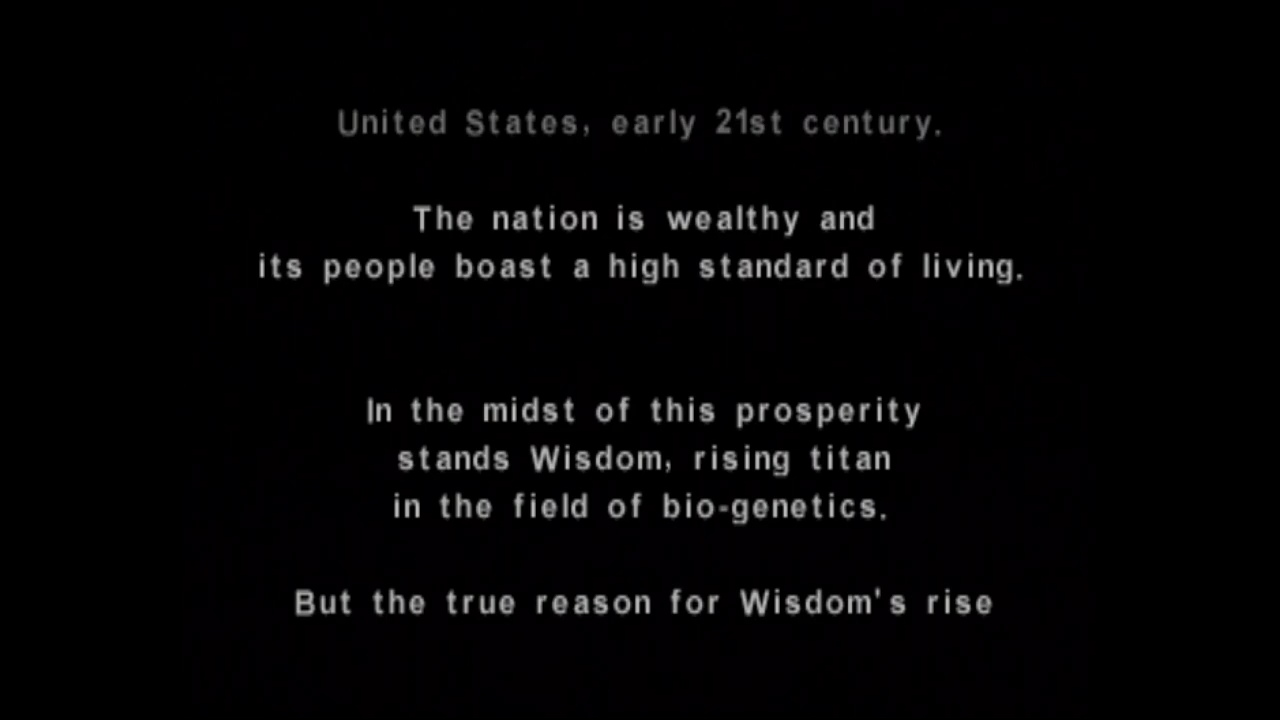 United States, early 21st century.
The nation is wealthy and
its people boast a high standard of living.
In the midst of this prosperity
stands Wisdom, rising titan
in the field of bio-genetics.
But the true reason for Wisdom's rise